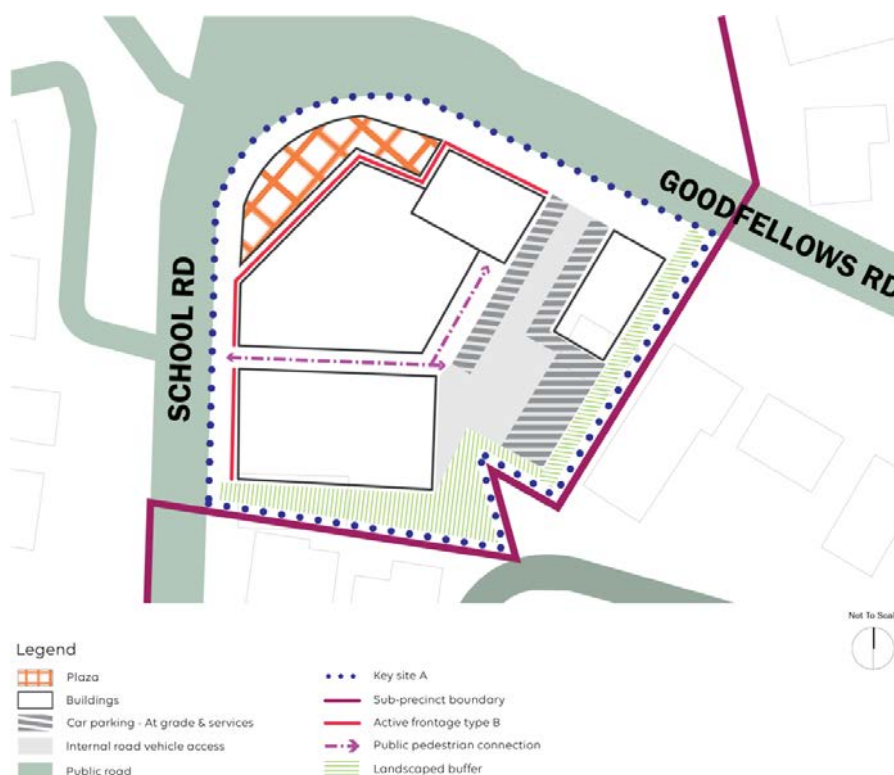 GOODFELLOWS RD
SCHOOL RD
Not To Scal
Legend
Plaza
Buildings
Car parking - At grade & services
Internal road vehicle access
Public road
Key site A
Sub-precinct boundary
Active frontage type B
Public pedestrian connection
Landscaped buffer